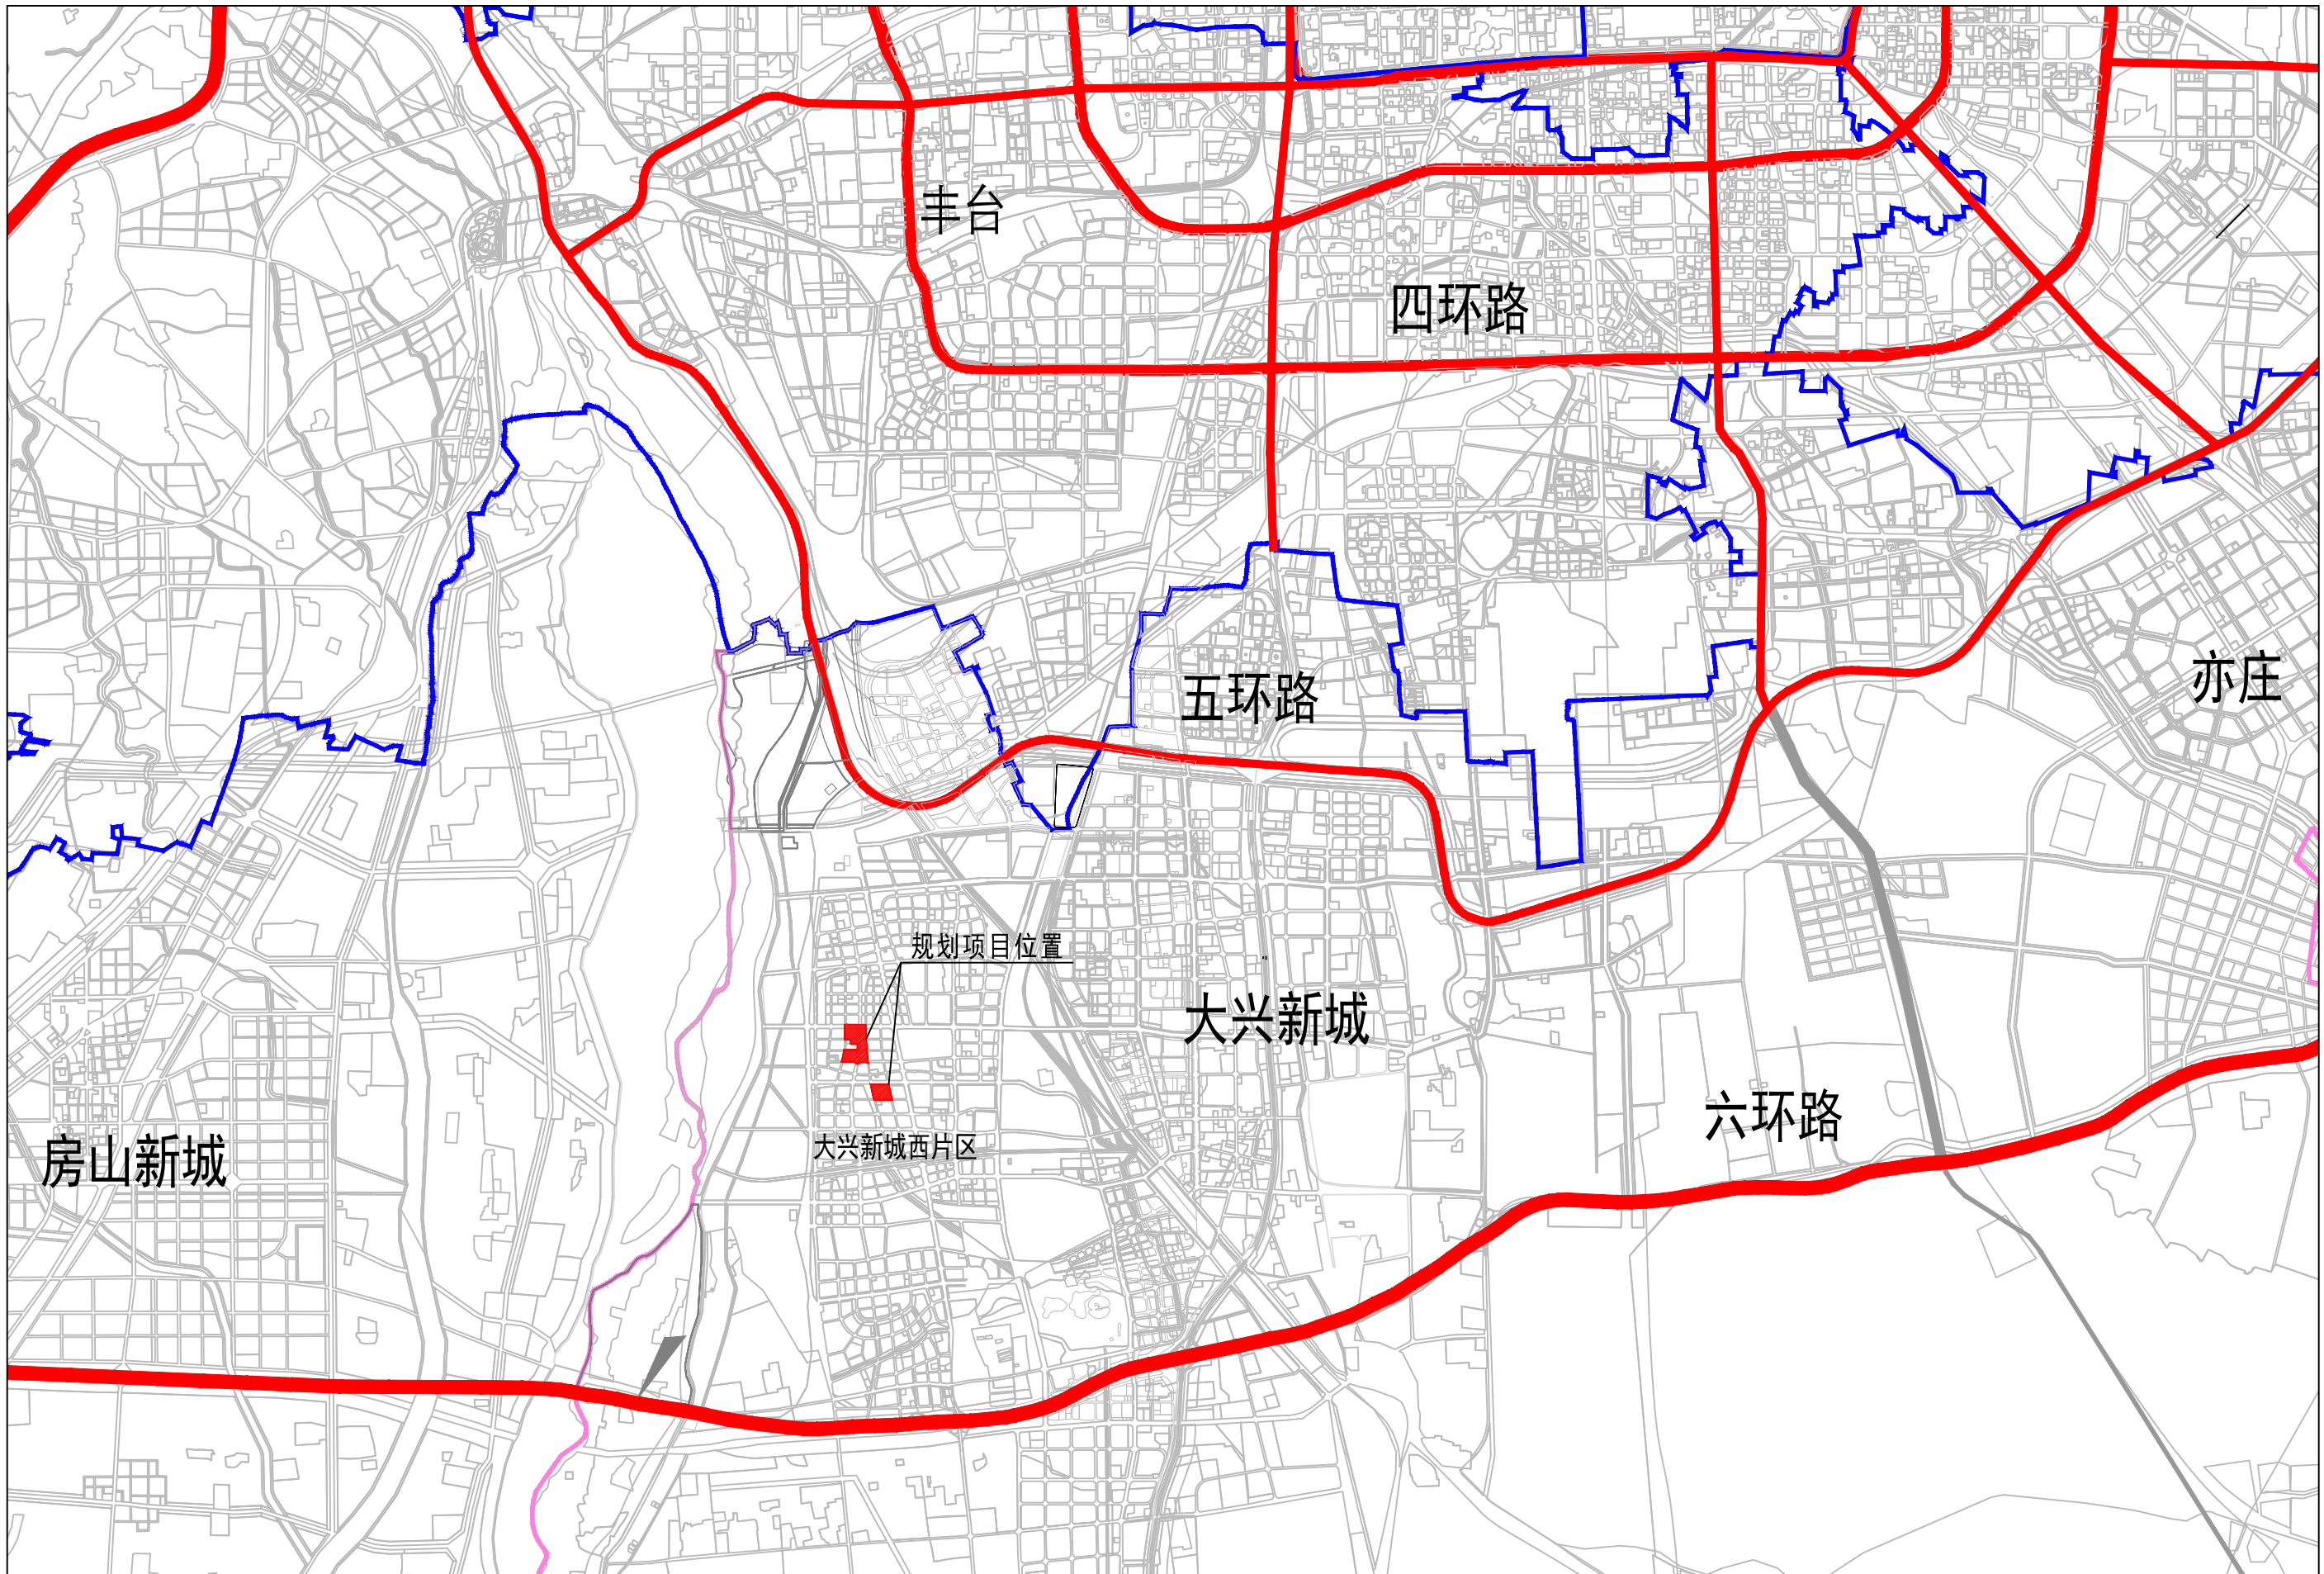 丰台
四环路
五环路
亦庄
规划项目位置
大兴新城
六环路
大兴新城西片区
房山新城